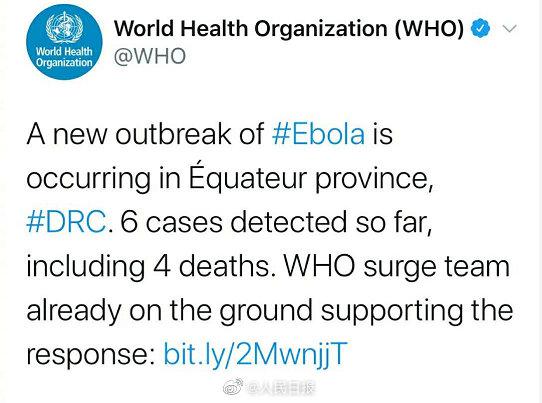 World Health Organization (WHO)
@WHO
World Health
Organization
A new outbreak of #Ebola is
occurring in Équateur province,
#DRC. 6 cases detected so far,
including 4 deaths. WHO surge team
already on the ground supporting the
response: bit.ly/2MwnjjT
@人民日报